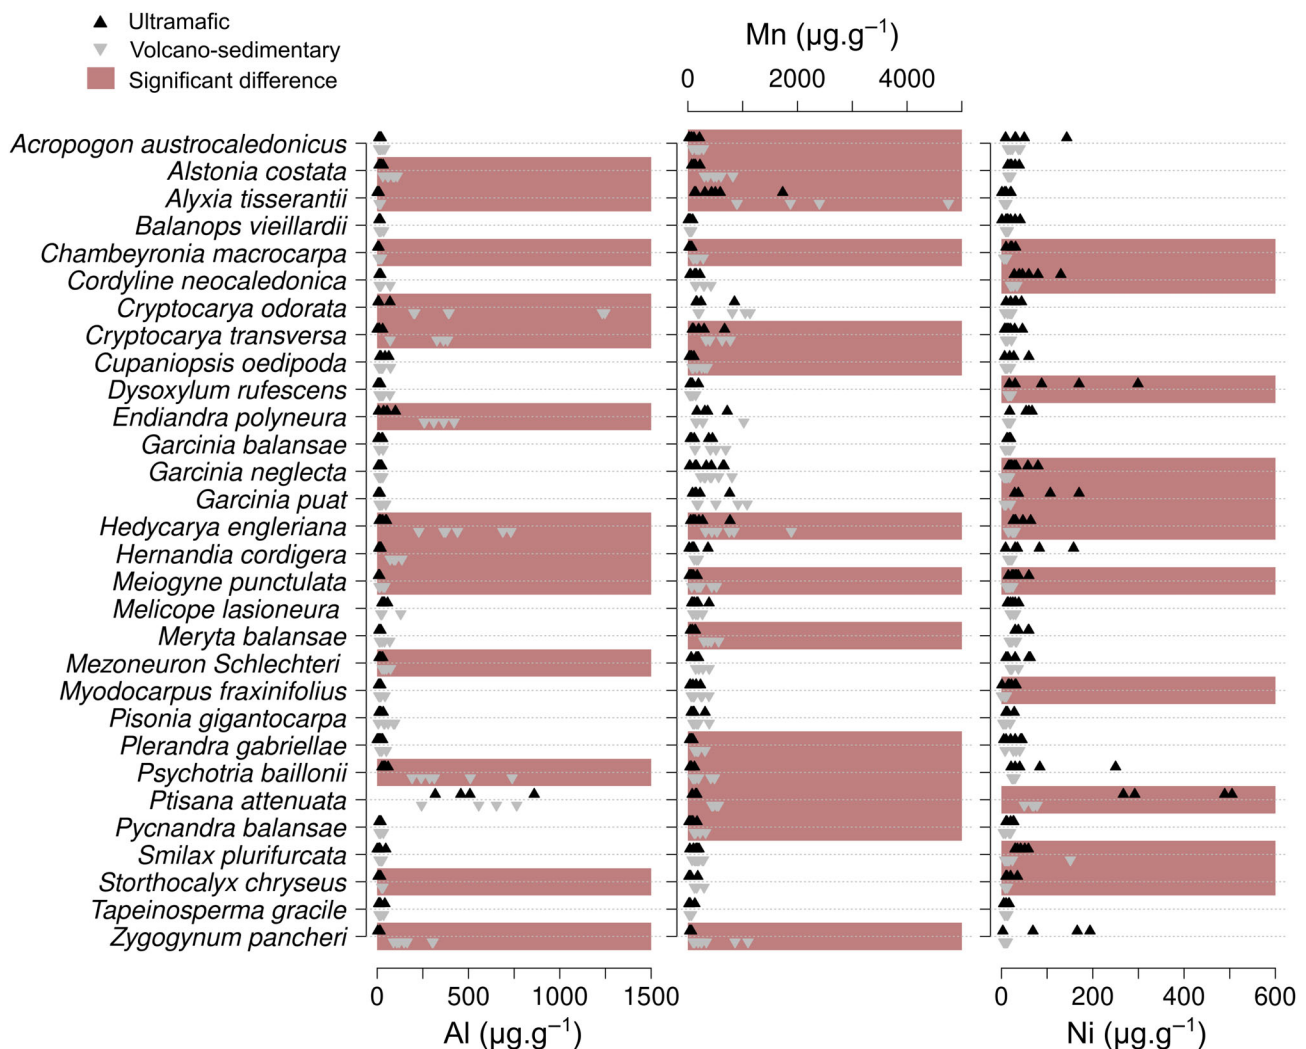 Ultramafic
Volcano-sedimentary
Significant difference
Mn (µg.g⁻¹)
0 2000 4000
Acropogon austrocaledonicus
Alstonia costata
Alyxia tisserantii
Balanops vieillardii
Chambeyronia macrocarpa
Cordyline neocaledonica
Cryptocarya odorata
Cryptocarya transversa
Cupaniopsis oedipoda
Dysoxylum rufescens
Endiandra polyneura
Garcinia balansae
Garcinia neglecta
Garcinia puat
Hedycarya engleriana
Hernandia cordigera
Meiogyne punctulata
Melicope lasioneura
Meryta balansae
Mezoneuron Schlechteri
Myodocarpus fraxinifolius
Pisonia gigantocarpa
Plerandra gabriellae
Psychotria baillonii
Ptisana attenuata
Pycnandra balansae
Smilax plurifurcata
Storthocalyx chryseus
Tapeinosperma gracile
Zygogynum pancheri
0 500 1000 1500
Al (µg.g⁻¹)
0 200 400 600
Ni (µg.g⁻¹)